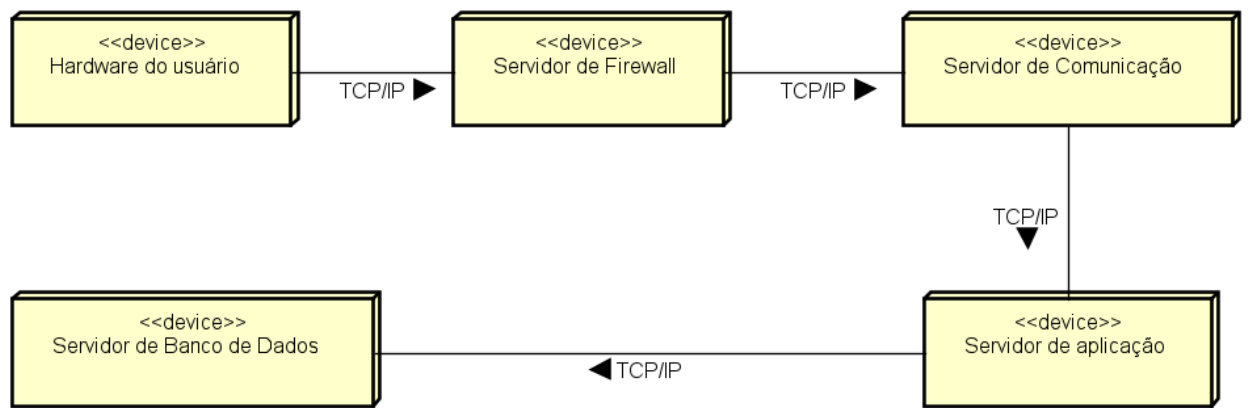 <<device>>
Hardware do usuário
<<device>>
Servidor de Firewall
<<device>>
Servidor de Comunicação
TCP/IP
TCP/IP
TCP/IP
<<device>>
Servidor de Banco de Dados
<<device>>
Servidor de aplicação
TCP/IP